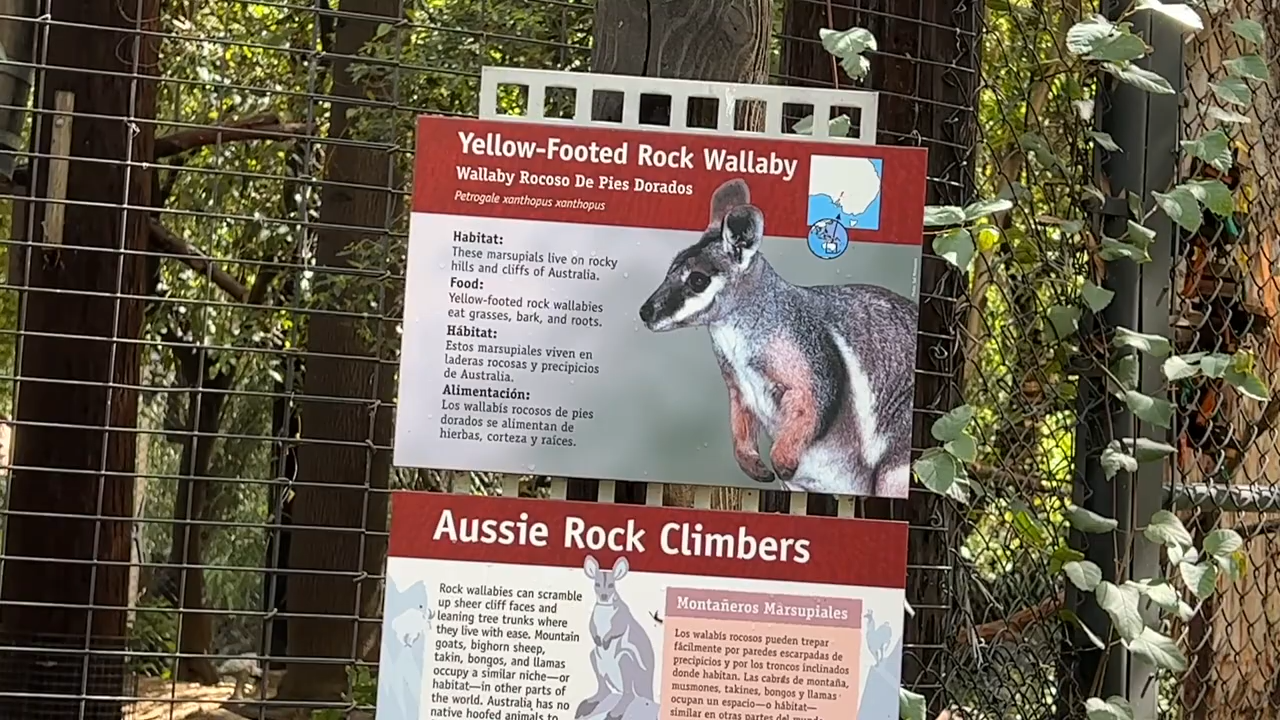 Yellow-Footed Rock Wallaby
Wallaby Rocoso De Pies Dorados
Petrogale xanthopus xanthopus
Habitat:
These marsupials live on rocky
hills and cliffs of Australia.
Food:
Yellow-footed rock wallabies
eat grasses, bark, and roots.
Hábitat:
Estos marsupiales viven en
laderas rocosas y precipicios
de Australia.
Alimentación:
Los wallabís rocosos de pies
dorados se alimentan de
hierbas, corteza y raíces.
Aussie Rock Climbers
Rock wallabies can scramble
up sheer cliff faces and
leaning tree trunks where
they live with ease. Mountain
goats, bighorn sheep,
takin, bongos, and llamas
occupy a similar niche—or
habitat—in other parts of
the world. Australia has no
native hoofed animals to
Montañeros Marsupiales
Los walabís rocosos pueden trepar
fácilmente por paredes escarpadas de
precipicios y por los troncos inclinados
donde habitan. Las cabras de montaña,
musmones, takines, bongos y llamas
ocupan un espacio—o hábitat—
similar en otras partes del mundo